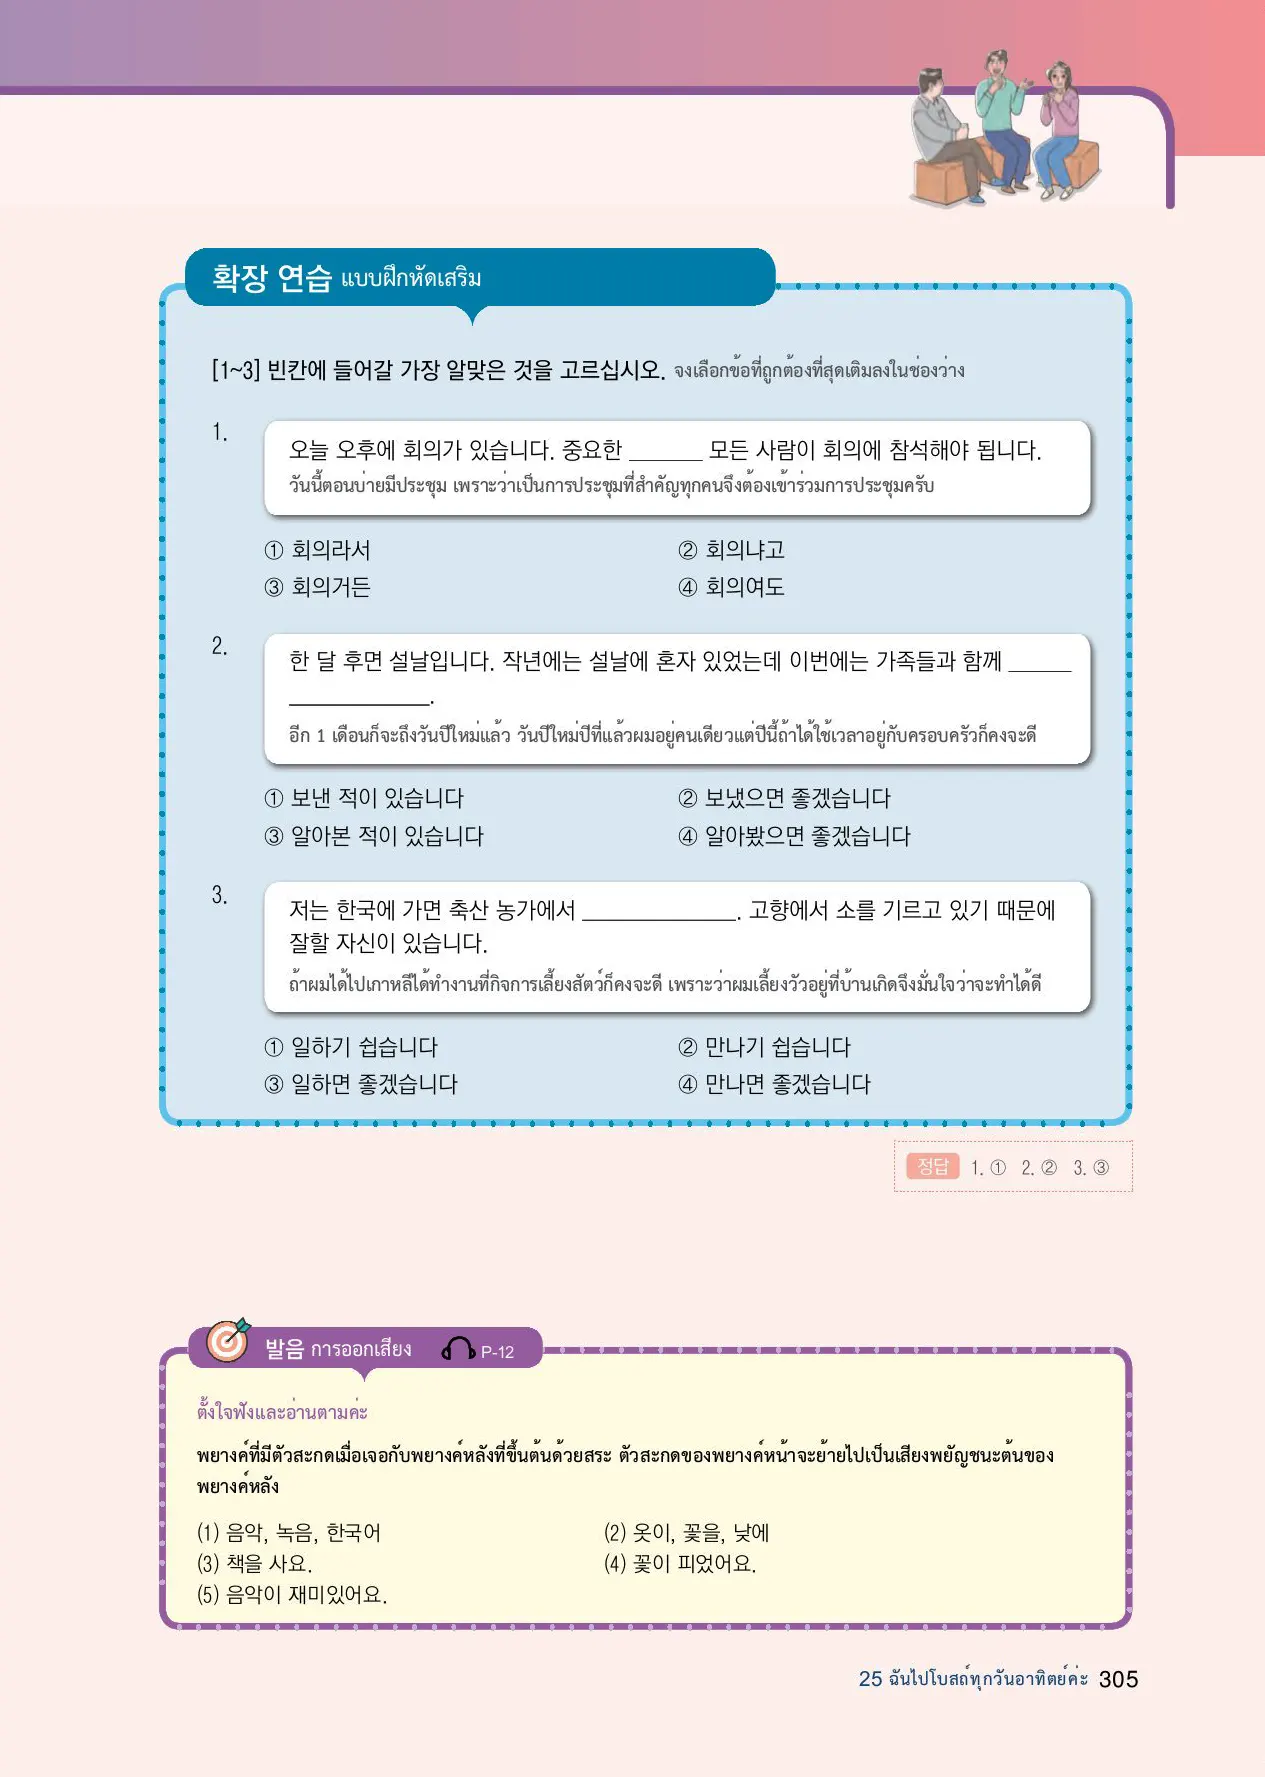 확장 연습 แบบฝึกหัดเสริม
[1~3] 빈칸에 들어갈 가장 알맞은 것을 고르십시오. จงเลือกข้อที่ถูกต้องที่สุดเติมลงในช่องว่าง
1.
오늘 오후에 회의가 있습니다. 중요한 ______ 모든 사람이 회의에 참석해야 됩니다.
วันนี้ตอนบ่ายมีประชุม เพราะว่าเป็นการประชุมที่สำคัญทุกคนจึงต้องเข้าร่วมการประชุมครับ
① 회의라서 ② 회의냐고
③ 회의거든 ④ 회의여도
2.
한 달 후면 설날입니다. 작년에는 설날에 혼자 있었는데 이번에는 가족들과 함께 _____
____________.
อีก 1 เดือนก็จะถึงวันปีใหม่แล้ว วันปีใหม่ปีที่แล้วผมอยู่คนเดียวแต่ปีนี้ถ้าได้ใช้เวลาอยู่กับครอบครัวก็คงจะดี
① 보낸 적이 있습니다 ② 보냈으면 좋겠습니다
③ 알아본 적이 있습니다 ④ 알아봤으면 좋겠습니다
3.
저는 한국에 가면 축산 농가에서 _____________. 고향에서 소를 기르고 있기 때문에
잘할 자신이 있습니다.
ถ้าผมได้ไปเกาหลีได้ทำงานที่กิจการเลี้ยงสัตว์ก็คงจะดี เพราะว่าผมเลี้ยงวัวอยู่ที่บ้านเกิดจึงมั่นใจว่าจะทำได้ดี
① 일하기 쉽습니다 ② 만나기 쉽습니다
③ 일하면 좋겠습니다 ④ 만나면 좋겠습니다
정답 1. ① 2. ② 3. ③
발음 การออกเสียง P-12
ตั้งใจฟังและอ่านตามค่ะ
พยางค์ที่มีตัวสะกดเมื่อเจอกับพยางค์หลังที่ขึ้นต้นด้วยสระ ตัวสะกดของพยางค์หน้าจะย้ายไปเป็นเสียงพยัญชนะต้นของ
พยางค์หลัง
(1) 음악, 녹음, 한국어 (2) 옷이, 꽃을, 낮에
(3) 책을 사요. (4) 꽃이 피었어요.
(5) 음악이 재미있어요.
25 ฉันไปโบสถ์ทุกวันอาทิตย์ค่ะ 305